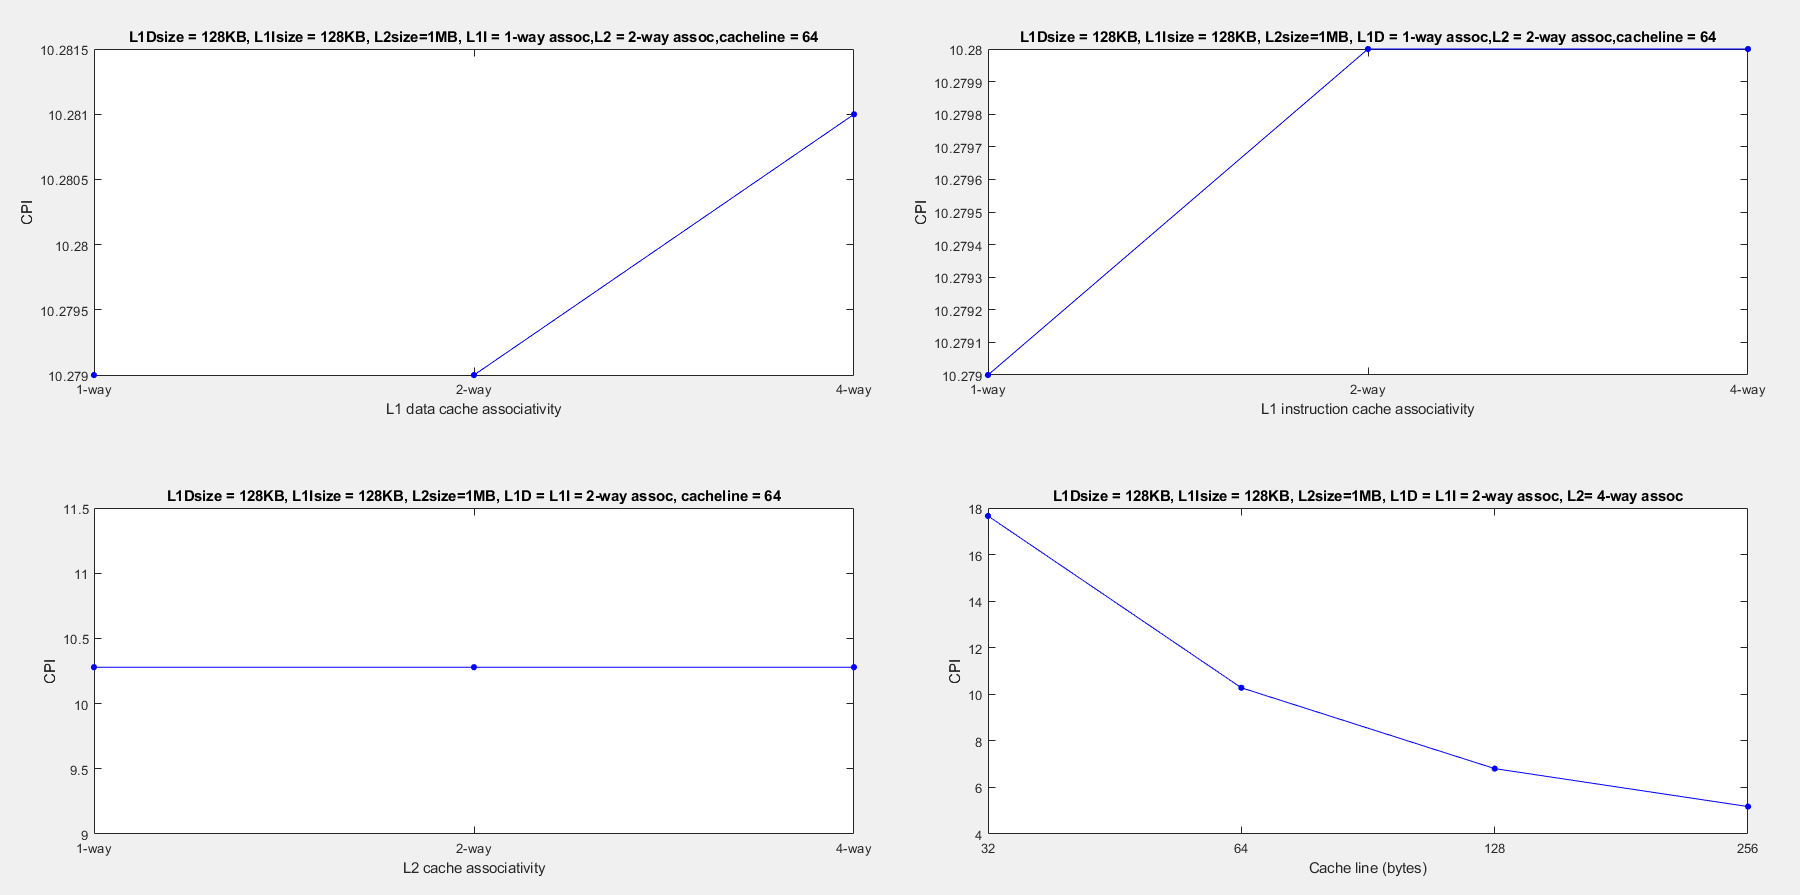 L1Dsize = 128KB, L1Isize = 128KB, L2size=1MB, L1I = 1-way assoc,L2 = 2-way assoc,cacheline = 64
10.2815
10.281
10.2805
10.28
10.2795
10.279
CPI
1-way 2-way 4-way
L1 data cache associativity
L1Dsize = 128KB, L1Isize = 128KB, L2size=1MB, L1D = 1-way assoc,L2 = 2-way assoc,cacheline = 64
10.28
10.2799
10.2798
10.2797
10.2796
10.2795
10.2794
10.2793
10.2792
10.2791
10.279
CPI
1-way 2-way 4-way
L1 instruction cache associativity
L1Dsize = 128KB, L1Isize = 128KB, L2size=1MB, L1D = L1I = 2-way assoc, cacheline = 64
11.5
11
10.5
10
9.5
9
CPI
1-way 2-way 4-way
L2 cache associativity
L1Dsize = 128KB, L1Isize = 128KB, L2size=1MB, L1D = L1I = 2-way assoc, L2= 4-way assoc
18
16
14
12
10
8
6
4
CPI
32 64 128 256
Cache line (bytes)